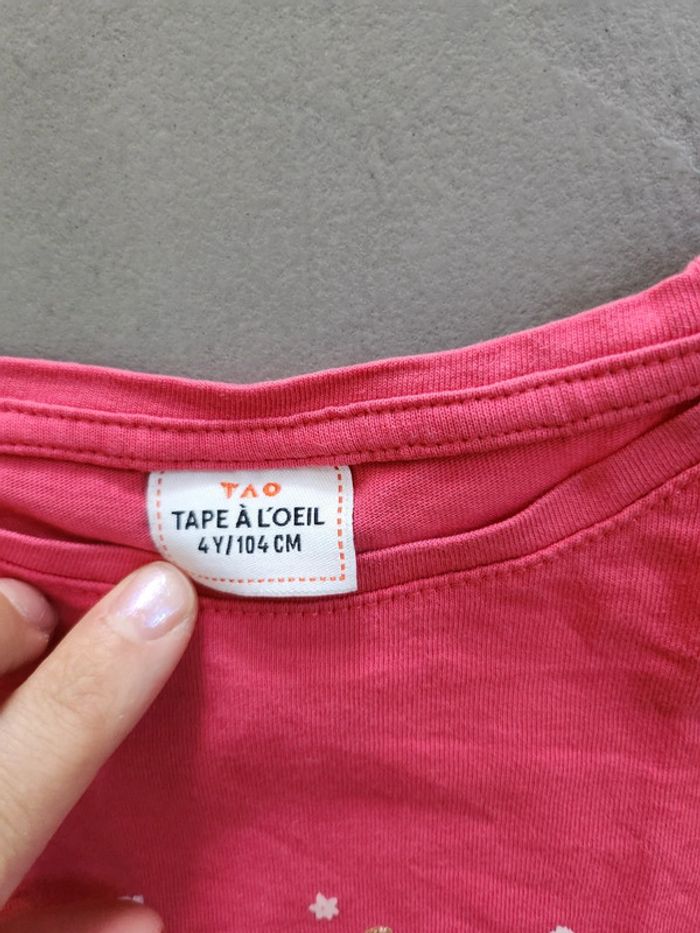 TAO
TAPE À L'OEIL
4Y/104 CM